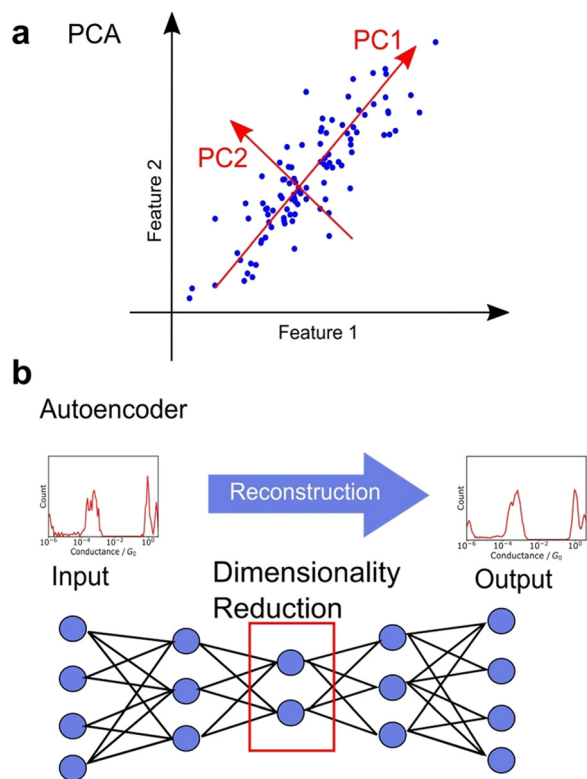 a PCA
PC1
PC2
Feature 2
Feature 1
b
Autoencoder
Count
10⁻⁶ 10⁻⁴ 10⁻² 10⁰
Conductance / G₀
Reconstruction
Count
10⁻⁶ 10⁻⁴ 10⁻² 10⁰
Conductance / G₀
Input
Dimensionality
Reduction
Output